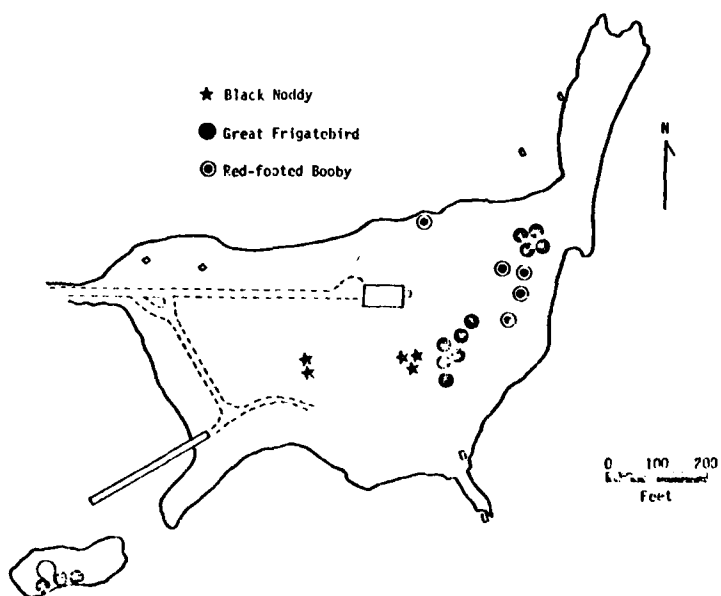 Black Noddy
Great Frigatebird
Red-footed Booby
N
0 100 200
Feet